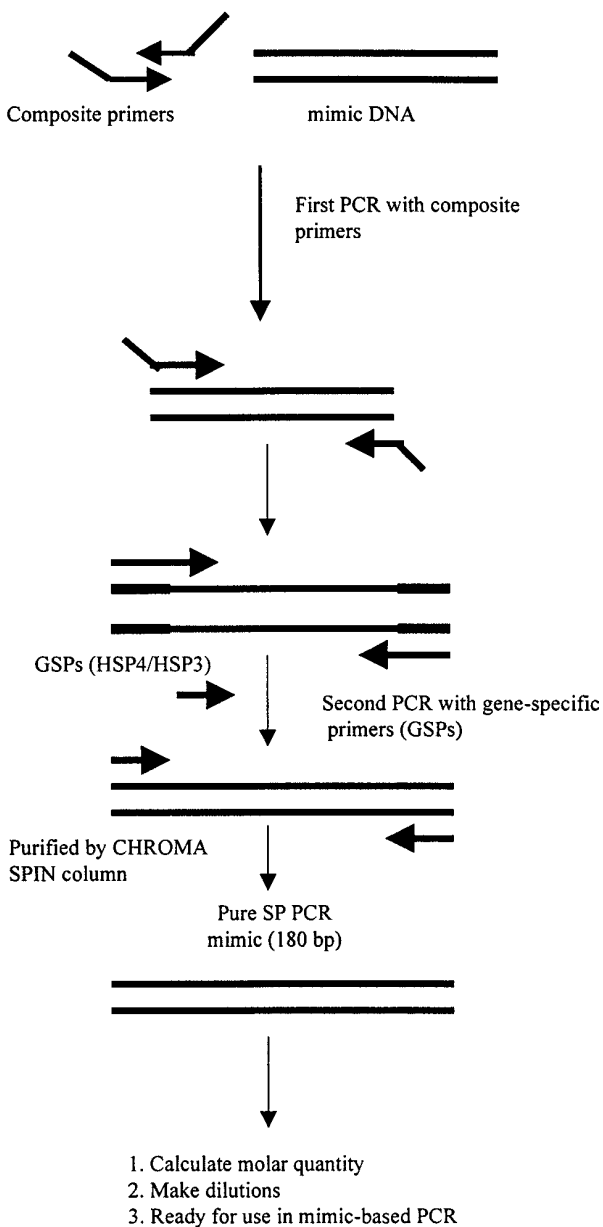 Composite primers
mimic DNA
First PCR with composite
primers
GSPs (HSP4/HSP3)
Second PCR with gene-specific
primers (GSPs)
Purified by CHROMA
SPIN column
Pure SP PCR
mimic (180 bp)
1. Calculate molar quantity
2. Make dilutions
3. Ready for use in mimic-based PCR